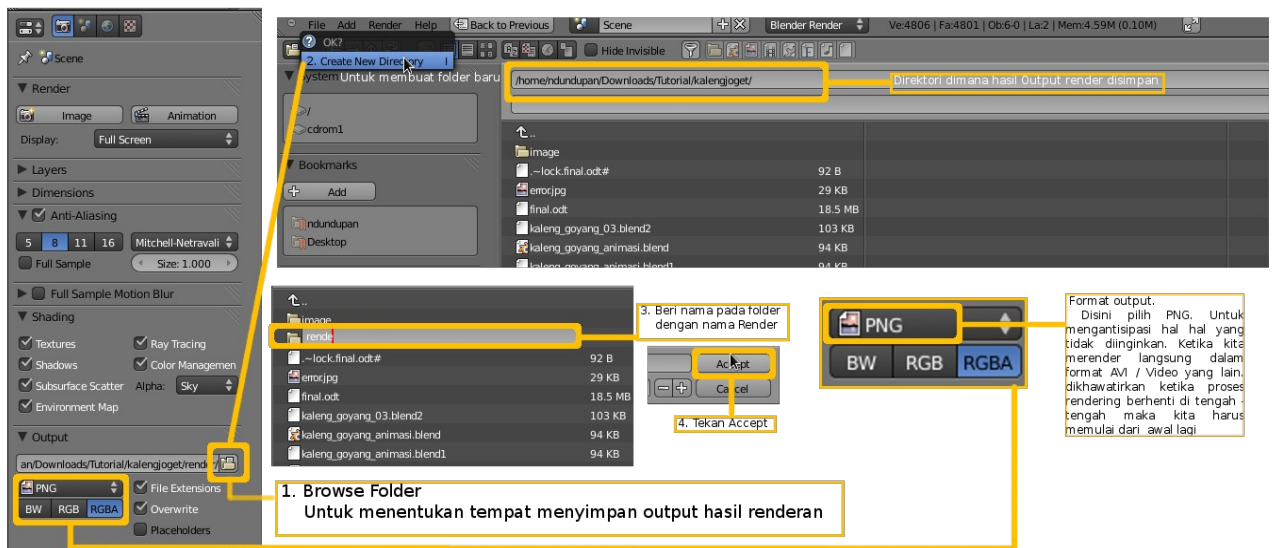 Scene
Render
Image
Animation
Display:
Full Screen
Layers
Dimensions
Anti-Aliasing
5 8 11 16
Mitchell-Netravali
Full Sample
Size: 1.000
Full Sample Motion Blur
Shading
Textures
Ray Tracing
Shadows
Color Managemen
Subsurface Scatter
Alpha:
Sky
Environment Map
Output
an/Downloads/Tutorial/kalengjoget/render/
PNG
File Extensions
BW RGB RGBA
Overwrite
Placeholders
File Add Render Help
Back to Previous
Scene
Blender Render
Ve:4806 | Fa:4801 | Ob:6-0 | La:2 | Mem:4.59M (0.10M)
OK?
2. Create New Directory I
Hide Invisible
System
Untuk membuat folder baru
/home/ndundupan/Downloads/Tutorial/kalengjoget/
Direktori dimana hasil Output render disimpan
/
cdrom1
Bookmarks
Add
ndundupan
Desktop
..
image
.~lock.final.odt# 92 B
error.jpg 29 KB
final.odt 18.5 MB
kaleng_goyang_03.blend2 103 KB
kaleng_goyang_animasi.blend 94 KB
kaleng_goyang_animasi.blend1 94 KB
..
image
rende
.~lock.final.odt# 92 B
error.jpg 29 KB
final.odt 18.5 MB
kaleng_goyang_03.blend2 103 KB
kaleng_goyang_animasi.blend 94 KB
kaleng_goyang_animasi.blend1 94 KB
3. Beri nama pada folder
dengan nama Render
Accept
Cancel
4. Tekan Accept
PNG
BW RGB RGBA
Format output.
Disini pilih PNG. Untuk
mengantisipasi hal hal yang
tidak diinginkan. Ketika kita
merender langsung dalam
format AVI / Video yang lain.
dikhawatirkan ketika proses
rendering berhenti di tengah -
tengah maka kita harus
memulai dari awal lagi
1. Browse Folder
Untuk menentukan tempat menyimpan output hasil renderan